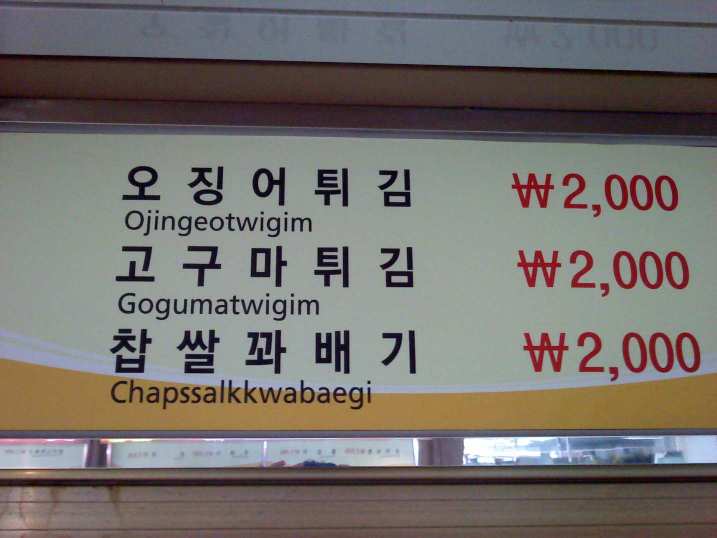 오징어튀김 ₩2,000
Ojingeotwigim
고구마튀김 ₩2,000
Gogumatwigim
찹쌀꽈배기 ₩2,000
Chapssalkkwabaegi